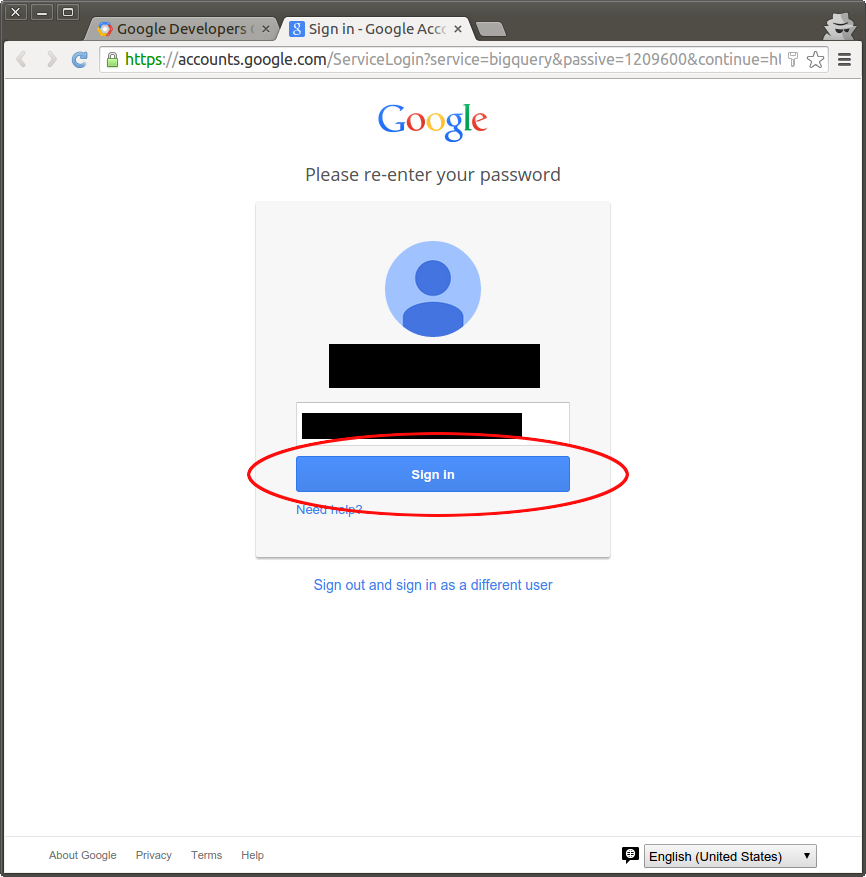 Google Developers
Sign in - Google Acc
https://accounts.google.com/ServiceLogin?service=bigquery&passive=1209600&continue=ht
Google
Please re-enter your password
Sign in
Need help?
Sign out and sign in as a different user
About Google Privacy Terms Help
English (United States)